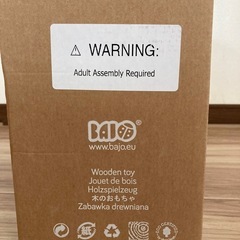 ⚠ WARNING:
Adult Assembly Required
BAJO
www.bajo.eu
Wooden toy
Jouet de bois
Holzspielzeug
木のおもちゃ
Zabawka drewniana